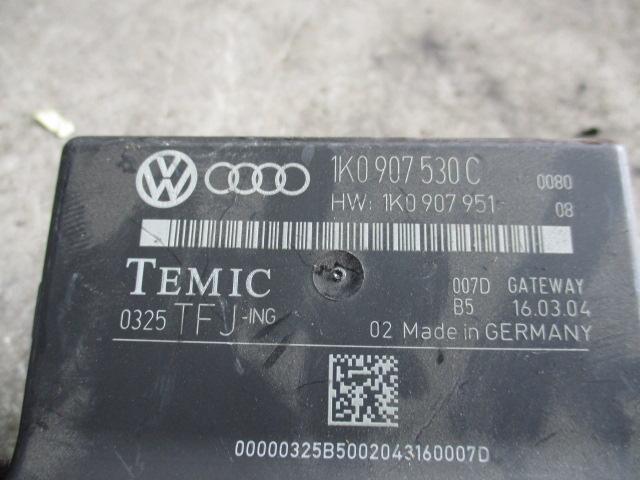 1K0 907 530 C 0080
HW: 1K0 907 951 08
TEMIC 007D GATEWAY
0325 TFJ-ING B5 16.03.04
02 Made in GERMANY
00000325B5002043160007D